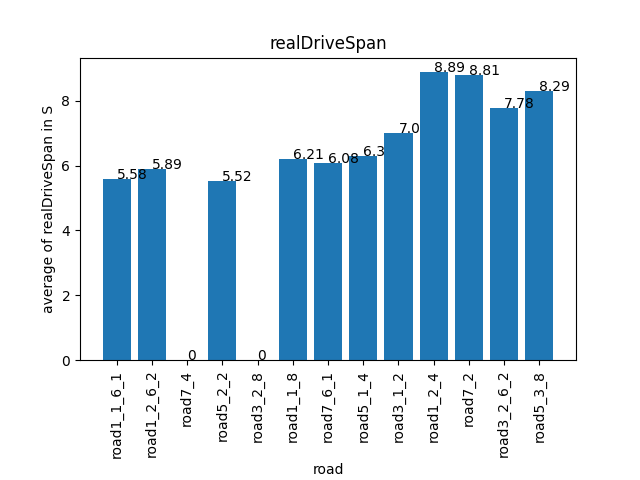 realDriveSpan
average of realDriveSpan in S
8
6
4
2
0
5.58
5.89
0
5.52
0
6.21
6.08
6.3
7.0
8.89
8.81
7.78
8.29
road1_1_6_1
road1_2_6_2
road7_4
road5_2_2
road3_2_8
road1_1_8
road7_6_1
road5_1_4
road3_1_2
road1_2_4
road7_2
road3_2_6_2
road5_3_8
road